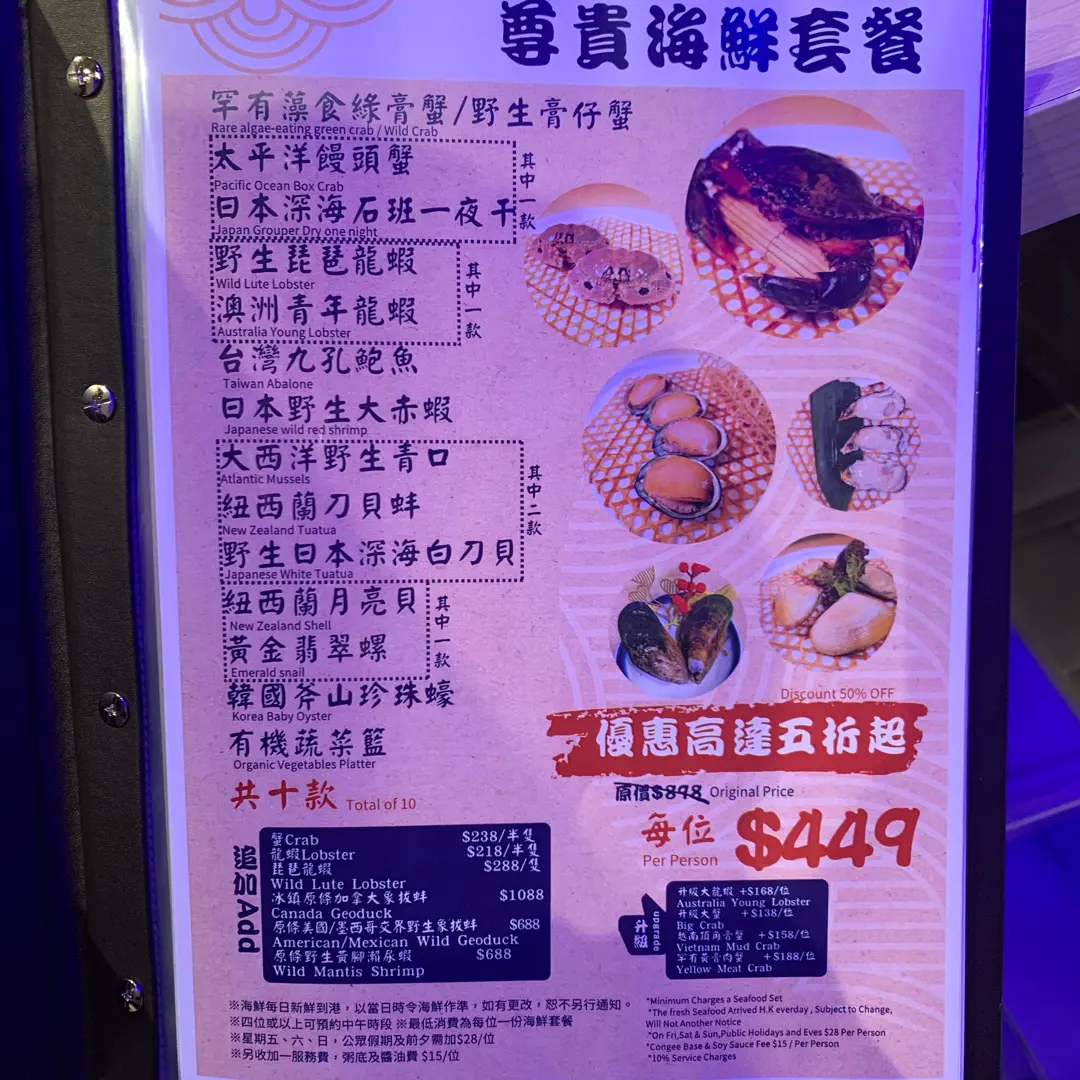 尊貴海鮮套餐
罕有藻食綠膏蟹/野生膏仔蟹
Rare algae-eating green crab / Wild Crab
太平洋饅頭蟹
Pacific Ocean Box Crab
日本深海石班一夜干
Japan Grouper Dry one night
其中一款
野生琵琶龍蝦
Wild Lute Lobster
澳洲青年龍蝦
Australia Young Lobster
其中一款
台灣九孔鮑魚
Taiwan Abalone
日本野生大赤蝦
Japanese wild red shrimp
大西洋野生青口
Atlantic Mussels
紐西蘭刀貝蚌
New Zealand Tuatua
野生日本深海白刀貝
Japanese White Tuatua
其中二款
紐西蘭月亮貝
New Zealand Shell
黃金翡翠螺
Emerald snail
其中一款
韓國斧山珍珠蠔
Korea Baby Oyster
有機蔬菜籃
Organic Vegetables Platter
共十款 Total of 10
Discount 50% OFF
優惠高達五折起
原價$898 Original Price
每位 $449
Per Person
追加Add
蟹Crab $238/半隻
龍蝦Lobster $218/半隻
琵琶龍蝦 $288/隻
Wild Lute Lobster
冰鎮原條加拿大象拔蚌 $1088
Canada Geoduck
原條美國/墨西哥交界野生象拔蚌 $688
American/Mexican Wild Geoduck
原條野生黃腳瀨尿蝦 $688
Wild Mantis Shrimp
升級 upgrade
升級大龍蝦 +$168/位
Australia Young Lobster
升級大蟹 +$138/位
Big Crab
越南頂角膏蟹 +$158/位
Vietnam Mud Crab
罕有黃膏肉蟹 +$188/位
Yellow Meat Crab
※海鮮每日新鮮到港，以當日時令海鮮作準，如有更改，恕不另行通知。
※四位或以上可預約中午時段 ※最低消費為每位一份海鮮套餐
※星期五、六、日，公眾假期及前夕需加$28/位
※另收加一服務費，粥底及醬油費 $15/位
*Minimum Charges a Seafood Set
*The fresh Seafood Arrived H.K everday , Subject to Change,
Will Not Another Notice
*On Fri,Sat & Sun,Public Holidays and Eves $28 Per Person
*Congee Base & Soy Sauce Fee $15 / Per Person
*10% Service Charges